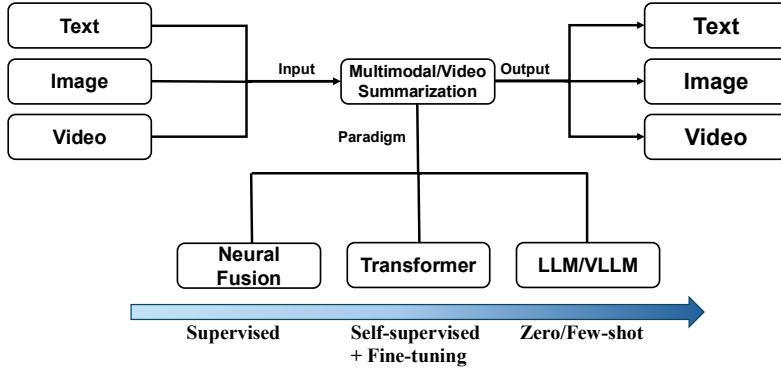 Text
Image
Video
Input
Multimodal/Video
Summarization
Output
Text
Image
Video
Paradigm
Neural
Fusion
Transformer
LLM/VLLM
Supervised
Self-supervised
+ Fine-tuning
Zero/Few-shot